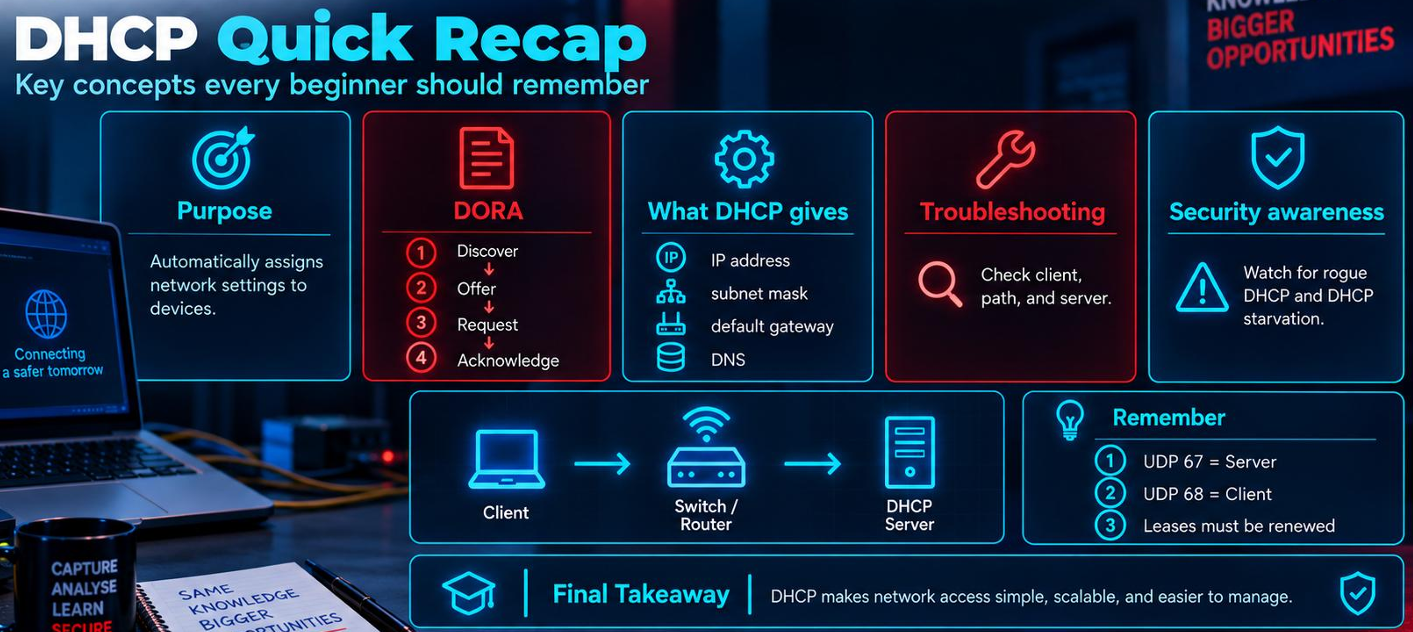 DHCP Quick Recap
Key concepts every beginner should remember
BIGGER
OPPORTUNITIES
Purpose
Automatically assigns
network settings to
devices.
DORA
1 Discover
2 Offer
3 Request
4 Acknowledge
What DHCP gives
IP IP address
subnet mask
default gateway
DNS
Troubleshooting
Check client,
path, and server.
Security awareness
Watch for rogue
DHCP and DHCP
starvation.
Connecting
a safer tomorrow
Client
Switch /
Router
DHCP
Server
Remember
1 UDP 67 = Server
2 UDP 68 = Client
3 Leases must be renewed
CAPTURE
ANALYSE
LEARN
SECURE
SAME
KNOWLEDGE
BIGGER
Final Takeaway
DHCP makes network access simple, scalable, and easier to manage.